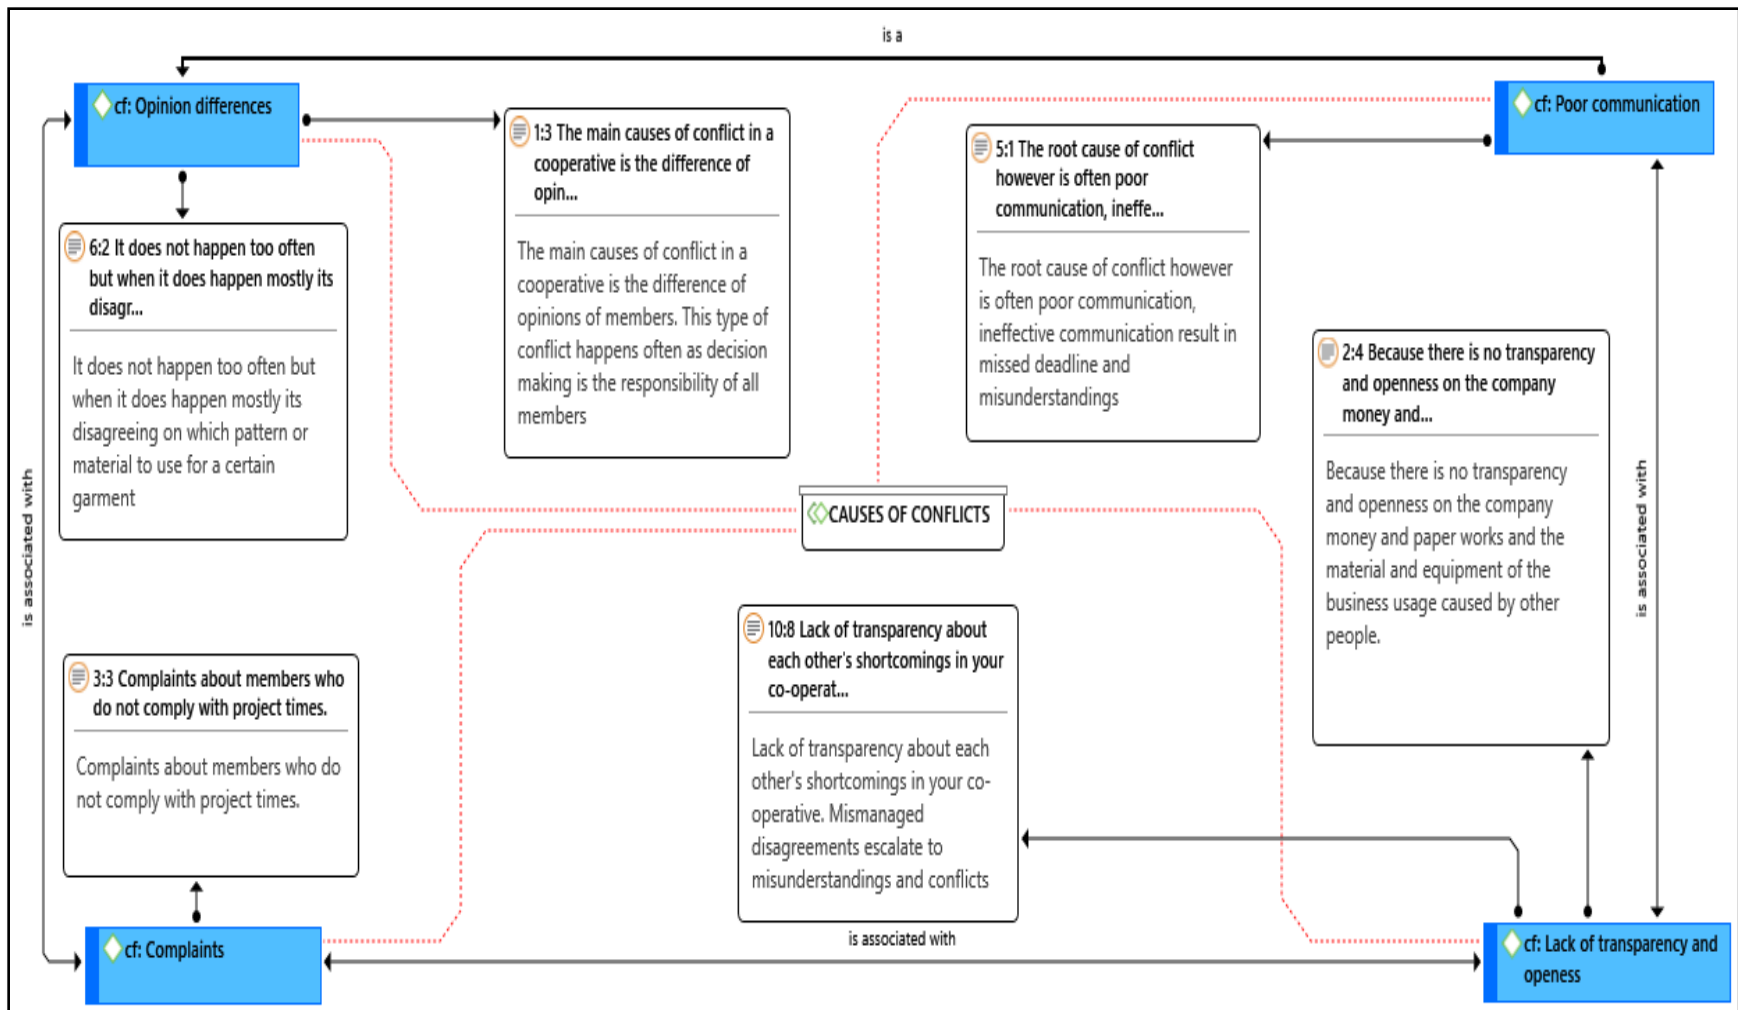 is a
cf: Opinion differences
cf: Poor communication
1:3 The main causes of conflict in a
cooperative is the difference of
opin...
The main causes of conflict in a
cooperative is the difference of
opinions of members. This type of
conflict happens often as decision
making is the responsibility of all
members
5:1 The root cause of conflict
however is often poor
communication, ineffe...
The root cause of conflict however
is often poor communication,
ineffective communication result in
missed deadline and
misunderstandings
6:2 It does not happen too often
but when it does happen mostly its
disagr...
It does not happen too often but
when it does happen mostly its
disagreeing on which pattern or
material to use for a certain
garment
2:4 Because there is no transparency
and openness on the company
money and...
Because there is no transparency
and openness on the company
money and paper works and the
material and equipment of the
business usage caused by other
people.
is associated with
is associated with
CAUSES OF CONFLICTS
10:8 Lack of transparency about
each other's shortcomings in your
co-operat...
Lack of transparency about each
other's shortcomings in your co-
operative. Mismanaged
disagreements escalate to
misunderstandings and conflicts
3:3 Complaints about members who
do not comply with project times.
Complaints about members who do
not comply with project times.
is associated with
cf: Complaints
cf: Lack of transparency and
openess